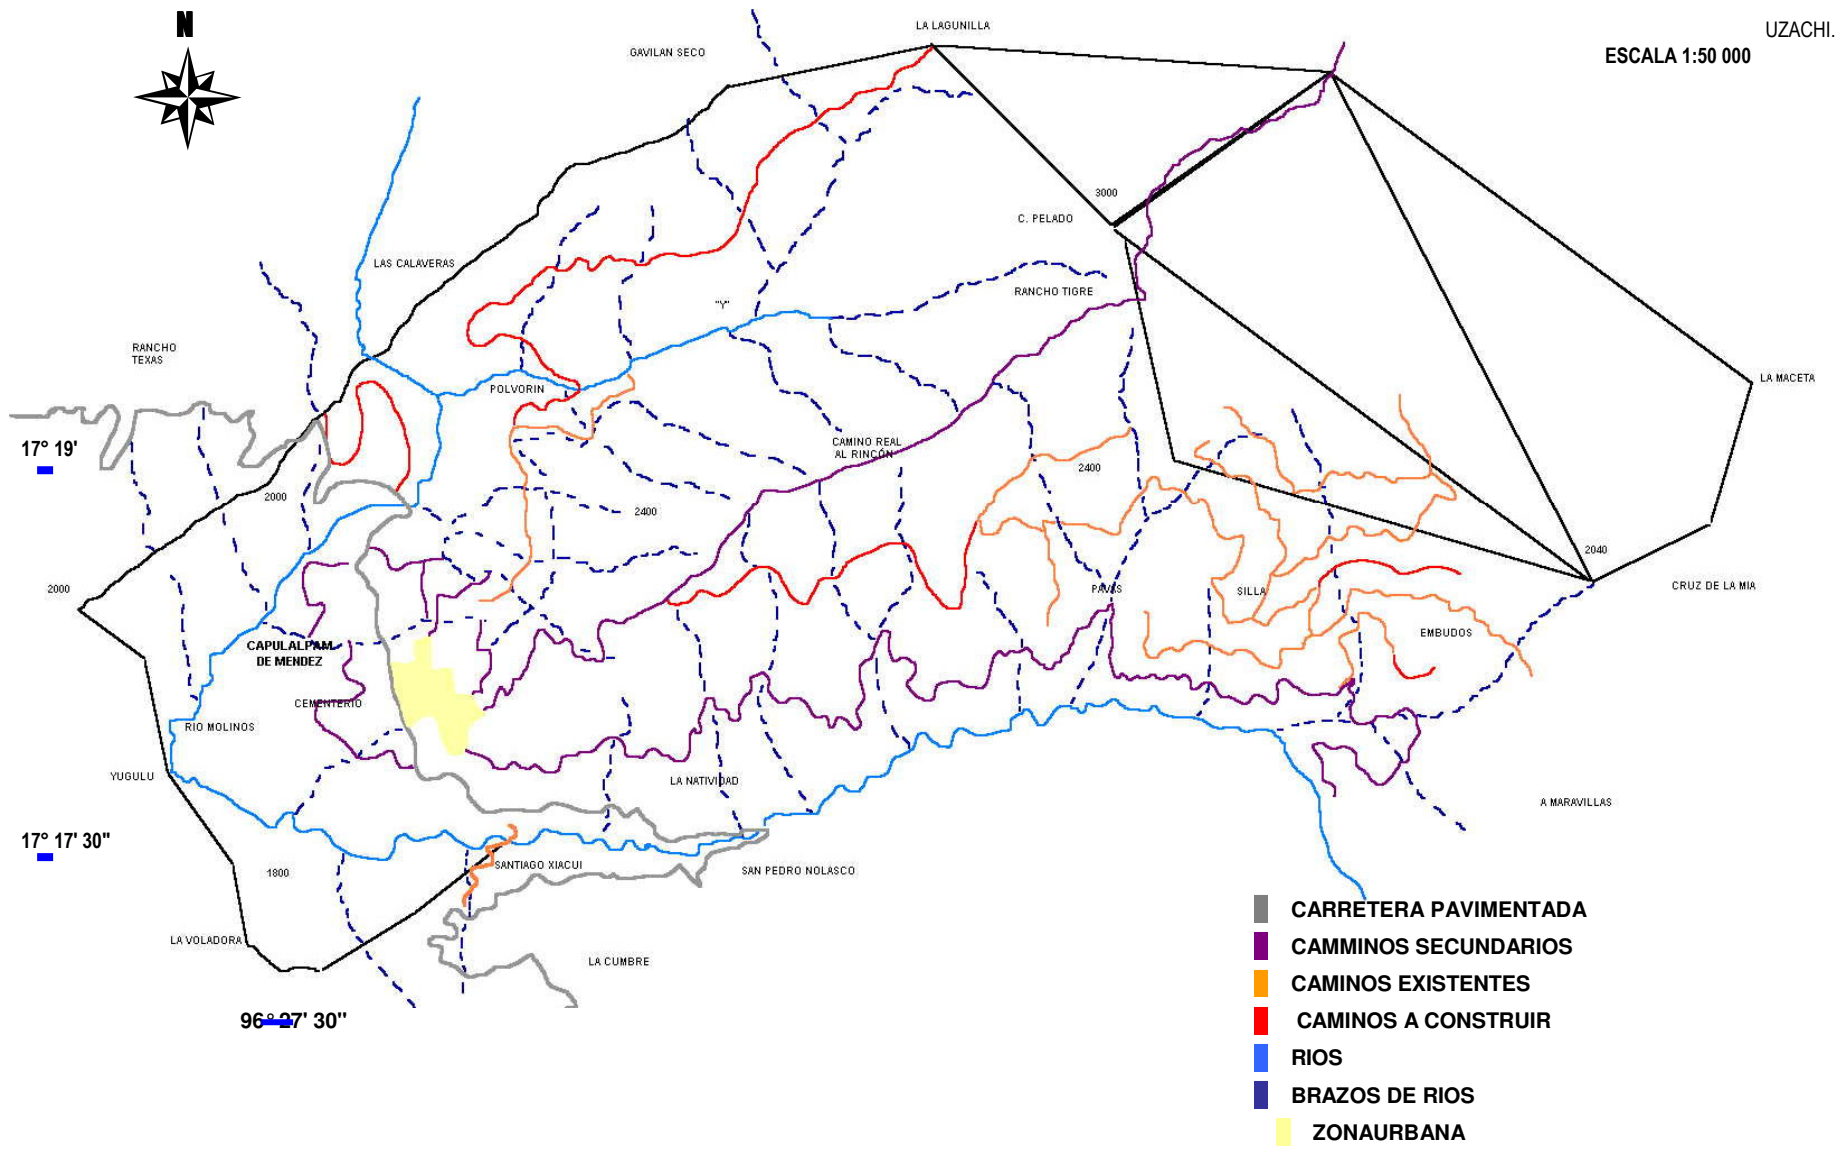 N
LA LAGUNILLA
UZACHI.
GAVILAN SECO
ESCALA 1:50 000
3000
C. PELADO
LAS CALAVERAS
RANCHO TIGRE
"Y"
RANCHO
TEXAS
LA MACETA
POLVORIN
17° 19'
CAMINO REAL
AL RINCÓN
2400
2000
2400
2040
2000
PAVAS
SILLA
CRUZ DE LA MIA
EMBUDOS
CAPULALPAM.
DE MENDEZ
CEMENTERIO
RIO MOLINOS
YUGULU
LA NATIVIDAD
A MARAVILLAS
17° 17' 30"
1800
SANTIAGO XIACUI
SAN PEDRO NOLASCO
LA VOLADORA
LA CUMBRE
96° 27' 30"
CARRETERA PAVIMENTADA
CAMMINOS SECUNDARIOS
CAMINOS EXISTENTES
CAMINOS A CONSTRUIR
RIOS
BRAZOS DE RIOS
ZONAURBANA